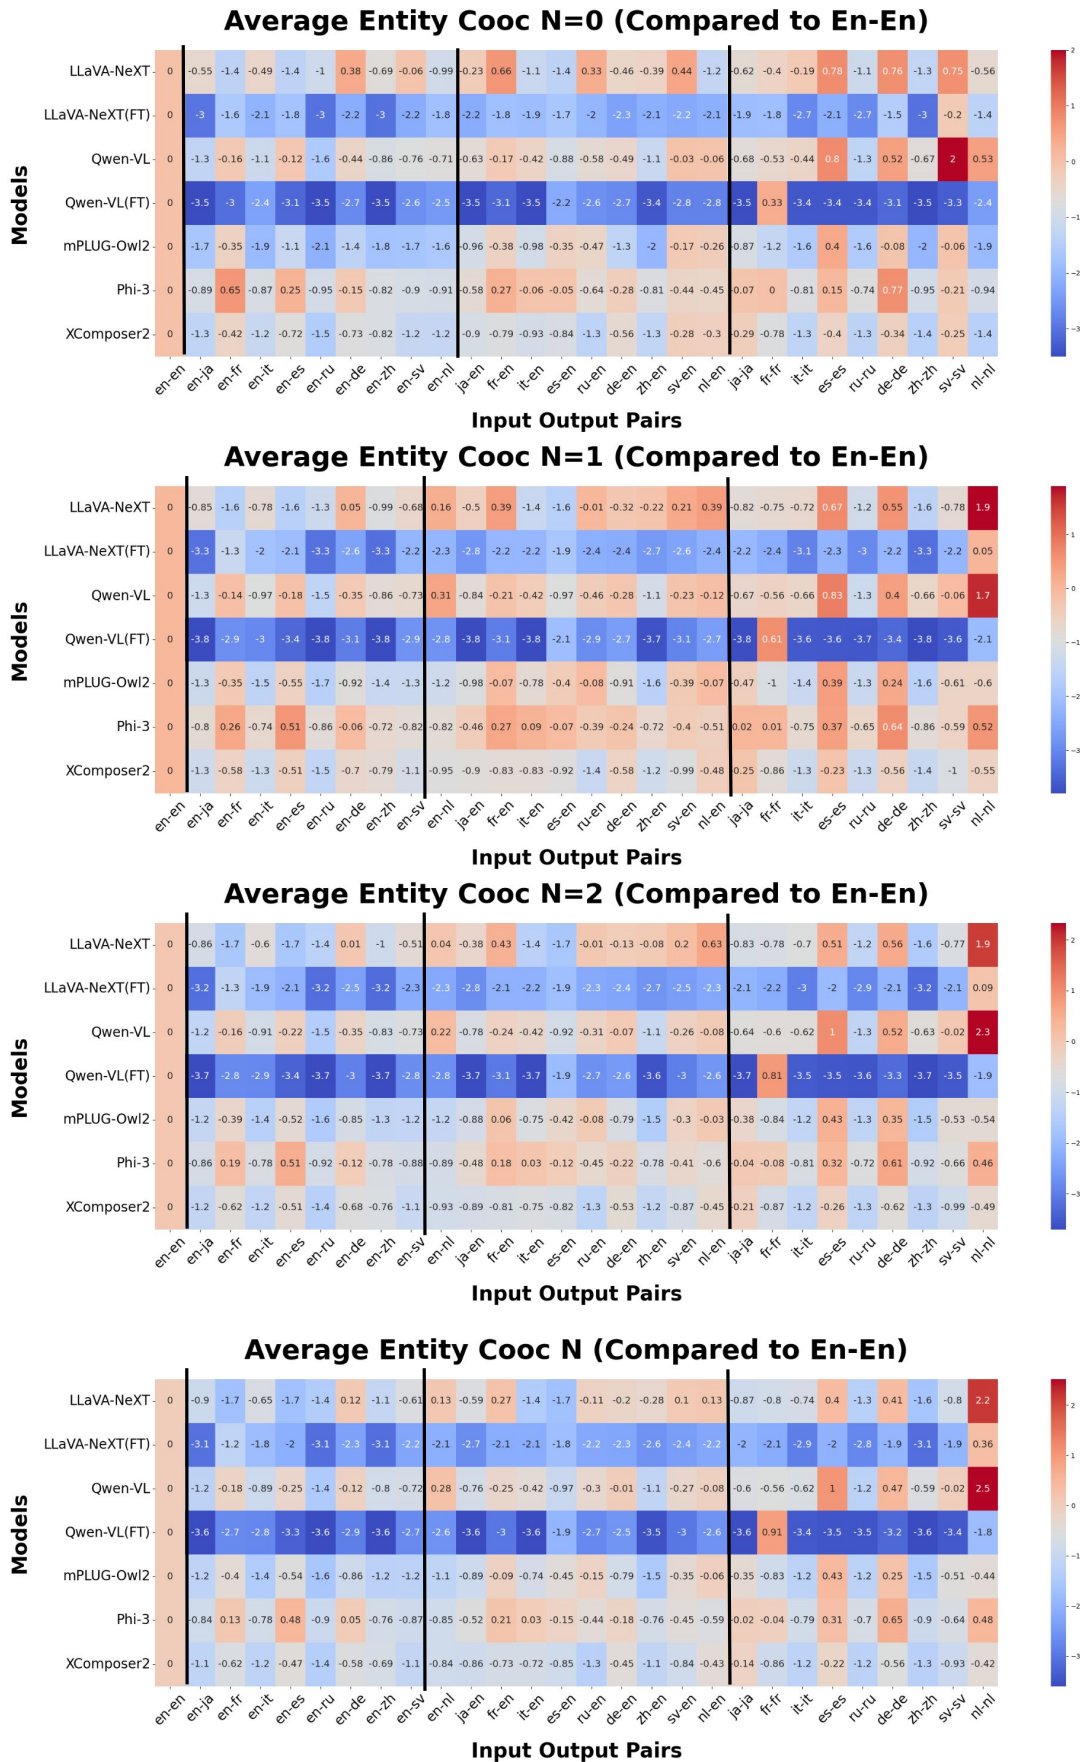 Average Entity Cooc N=0 (Compared to En-En)
Models
LLaVA-NeXT 0 -0.55 -1.4 -0.49 -1.4 -1 0.38 -0.69 -0.06 -0.99 -0.23 0.66 -1.1 -1.4 0.33 -0.46 -0.39 0.44 -1.2 -0.62 -0.4 -0.19 0.78 -1.1 0.76 -1.3 0.75 -0.56
LLaVA-NeXT(FT) 0 -3 -1.6 -2.1 -1.8 -3 -2.2 -3 -2.2 -1.8 -2.2 -1.8 -1.9 -1.7 -2 -2.3 -2.1 -2.2 -2.1 -1.9 -1.8 -2.7 -2.1 -2.7 -1.5 -3 -0.2 -1.4
Qwen-VL 0 -1.3 -0.16 -1.1 -0.12 -1.6 -0.44 -0.86 -0.76 -0.71 -0.63 -0.17 -0.42 -0.88 -0.58 -0.49 -1.1 -0.03 -0.06 -0.68 -0.53 -0.44 0.8 -1.3 0.52 -0.67 2 0.53
Qwen-VL(FT) 0 -3.5 -3 -2.4 -3.1 -3.5 -2.7 -3.5 -2.6 -2.5 -3.5 -3.1 -3.5 -2.2 -2.6 -2.7 -3.4 -2.8 -2.8 -3.5 0.33 -3.4 -3.4 -3.4 -3.1 -3.5 -3.3 -2.4
mPLUG-Owl2 0 -1.7 -0.35 -1.9 -1.1 -2.1 -1.4 -1.8 -1.7 -1.6 -0.96 -0.38 -0.98 -0.35 -0.47 -1.3 -2 -0.17 -0.26 -0.87 -1.2 -1.6 0.4 -1.6 -0.08 -2 -0.06 -1.9
Phi-3 0 -0.89 0.65 -0.87 0.25 -0.95 -0.15 -0.82 -0.9 -0.91 -0.58 0.27 -0.06 -0.05 -0.64 -0.28 -0.81 -0.44 -0.45 -0.07 0 -0.81 0.15 -0.74 0.77 -0.95 -0.21 -0.94
XComposer2 0 -1.3 -0.42 -1.2 -0.72 -1.5 -0.73 -0.82 -1.2 -1.2 -0.9 -0.79 -0.93 -0.84 -1.3 -0.56 -1.3 -0.28 -0.3 -0.29 -0.78 -1.3 -0.4 -1.3 -0.34 -1.4 -0.25 -1.4
en-en en-ja en-fr en-it en-es en-ru en-de en-zh en-sv en-nl ja-en fr-en it-en es-en ru-en de-en zh-en sv-en nl-en ja-ja fr-fr it-it es-es ru-ru de-de zh-zh sv-sv nl-nl
Input Output Pairs
2
1
0
-1
-2
-3
Average Entity Cooc N=1 (Compared to En-En)
Models
LLaVA-NeXT 0 -0.85 -1.6 -0.78 -1.6 -1.3 0.05 -0.99 -0.68 0.16 -0.5 0.39 -1.4 -1.6 -0.01 -0.32 -0.22 0.21 0.39 -0.82 -0.75 -0.72 0.67 -1.2 0.55 -1.5 -0.78 1.9
LLaVA-NeXT(FT) 0 -3.3 -1.3 -2 -2.1 -3.3 -2.6 -3.3 -2.2 -2.3 -2.8 -2.2 -2.2 -1.9 -2.4 -2.4 -2.7 -2.6 -2.4 -2.2 -2.4 -3.1 -2.3 -3 -2.2 -3.3 -2.2 0.05
Qwen-VL 0 -1.3 -0.14 -0.97 -0.18 -1.5 -0.35 -0.86 -0.73 0.31 -0.84 -0.21 -0.42 -0.97 -0.46 -0.28 -1.1 -0.23 -0.12 -0.67 -0.56 -0.66 0.83 -1.3 0.4 -0.66 -0.06 1.7
Qwen-VL(FT) 0 -3.8 -2.9 -3 -3.4 -3.8 -3.1 -3.8 -2.9 -2.8 -3.8 -3.1 -3.8 -2.1 -2.9 -2.7 -3.7 -3.1 -2.7 -3.8 0.61 -3.6 -3.6 -3.7 -3.4 -3.8 -3.6 -2.1
mPLUG-Owl2 0 -1.3 -0.35 -1.5 -0.55 -1.7 -0.92 -1.4 -1.3 -1.2 -0.98 -0.07 -0.78 -0.4 -0.08 -0.91 -1.6 -0.39 -0.07 -0.47 -1 -1.4 0.39 -1.3 0.24 -1.5 -0.61 -0.6
Phi-3 0 -0.8 0.26 -0.74 0.51 -0.86 -0.06 -0.72 -0.82 -0.82 -0.46 0.27 0.09 -0.07 -0.39 -0.24 -0.72 -0.4 -0.51 0.02 0.01 -0.75 0.37 -0.65 0.64 -0.86 -0.59 0.52
XComposer2 0 -1.3 -0.58 -1.3 -0.51 -1.5 -0.7 -0.79 -1.1 -0.95 -0.9 -0.83 -0.83 -0.92 -1.4 -0.58 -1.2 -0.99 -0.48 -0.25 -0.86 -1.3 -0.23 -1.3 -0.56 -1.4 -1 -0.55
en-en en-ja en-fr en-it en-es en-ru en-de en-zh en-sv en-nl ja-en fr-en it-en es-en ru-en de-en zh-en sv-en nl-en ja-ja fr-fr it-it es-es ru-ru de-de zh-zh sv-sv nl-nl
Input Output Pairs
1
0
-1
-2
-3
Average Entity Cooc N=2 (Compared to En-En)
Models
LLaVA-NeXT 0 -0.86 -1.7 -0.6 -1.7 -1.4 0.01 -1 -0.51 0.04 -0.38 0.43 -1.4 -1.7 -0.01 -0.13 -0.08 0.2 0.63 -0.83 -0.78 -0.7 0.51 -1.2 0.56 -1.6 -0.77 1.9
LLaVA-NeXT(FT) 0 -3.2 -1.3 -1.9 -2.1 -3.2 -2.5 -3.2 -2.3 -2.3 -2.8 -2.1 -2.2 -1.9 -2.3 -2.4 -2.7 -2.5 -2.3 -2.1 -2.2 -3 -2 -2.9 -2.1 -3.2 -2.1 0.09
Qwen-VL 0 -1.2 -0.16 -0.91 -0.22 -1.5 -0.35 -0.83 -0.73 0.22 -0.78 -0.24 -0.42 -0.92 -0.31 -0.07 -1.1 -0.26 -0.08 -0.64 -0.6 -0.62 1 -1.3 0.52 -0.63 -0.02 2.3
Qwen-VL(FT) 0 -3.7 -2.8 -2.9 -3.4 -3.7 -3 -3.7 -2.8 -2.8 -3.7 -3.1 -3.7 -1.9 -2.7 -2.6 -3.6 -3 -2.6 -3.7 0.81 -3.5 -3.5 -3.6 -3.3 -3.7 -3.5 -1.9
mPLUG-Owl2 0 -1.2 -0.39 -1.4 -0.52 -1.6 -0.85 -1.3 -1.2 -1.2 -0.88 0.06 -0.75 -0.42 -0.08 -0.79 -1.5 -0.3 -0.03 -0.38 -0.84 -1.2 0.43 -1.3 0.35 -1.5 -0.53 -0.54
Phi-3 0 -0.86 0.19 -0.78 0.51 -0.92 -0.12 -0.78 -0.88 -0.89 -0.48 0.18 0.03 -0.12 -0.45 -0.22 -0.78 -0.41 -0.6 -0.04 -0.08 -0.81 0.32 -0.72 0.61 -0.92 -0.66 0.46
XComposer2 0 -1.2 -0.62 -1.2 -0.51 -1.4 -0.68 -0.76 -1.1 -0.93 -0.89 -0.81 -0.75 -0.82 -1.3 -0.53 -1.2 -0.87 -0.45 -0.21 -0.87 -1.2 -0.26 -1.3 -0.62 -1.3 -0.99 -0.49
en-en en-ja en-fr en-it en-es en-ru en-de en-zh en-sv en-nl ja-en fr-en it-en es-en ru-en de-en zh-en sv-en nl-en ja-ja fr-fr it-it es-es ru-ru de-de zh-zh sv-sv nl-nl
Input Output Pairs
2
1
0
-1
-2
-3
Average Entity Cooc N (Compared to En-En)
Models
LLaVA-NeXT 0 -0.9 -1.7 -0.65 -1.7 -1.4 0.12 -1.1 -0.61 0.13 -0.59 0.27 -1.4 -1.7 -0.11 -0.2 -0.28 0.1 0.13 -0.87 -0.8 -0.74 0.4 -1.3 0.41 -1.6 -0.8 2.2
LLaVA-NeXT(FT) 0 -3.1 -1.2 -1.8 -2 -3.1 -2.3 -3.1 -2.2 -2.1 -2.7 -2.1 -2.1 -1.8 -2.2 -2.3 -2.6 -2.4 -2.2 -2 -2.1 -2.9 -2 -2.8 -1.9 -3.1 -1.9 0.36
Qwen-VL 0 -1.2 -0.18 -0.89 -0.25 -1.4 -0.12 -0.8 -0.72 0.28 -0.76 -0.25 -0.42 -0.97 -0.3 -0.01 -1.1 -0.27 -0.08 -0.6 -0.56 -0.62 1 -1.2 0.47 -0.59 -0.02 2.5
Qwen-VL(FT) 0 -3.6 -2.7 -2.8 -3.3 -3.6 -2.9 -3.6 -2.7 -2.6 -3.6 -3 -3.6 -1.9 -2.7 -2.5 -3.5 -3 -2.6 -3.6 0.91 -3.4 -3.5 -3.5 -3.2 -3.6 -3.4 -1.8
mPLUG-Owl2 0 -1.2 -0.4 -1.4 -0.54 -1.6 -0.86 -1.2 -1.2 -1.1 -0.89 -0.09 -0.74 -0.45 -0.15 -0.79 -1.5 -0.35 -0.06 -0.35 -0.83 -1.2 0.43 -1.2 0.25 -1.5 -0.51 -0.44
Phi-3 0 -0.84 0.13 -0.78 0.48 -0.9 0.05 -0.76 -0.87 -0.85 -0.52 0.21 0.03 -0.15 -0.44 -0.18 -0.76 -0.45 -0.59 -0.02 -0.04 -0.79 0.31 -0.7 0.65 -0.9 -0.64 0.48
XComposer2 0 -1.1 -0.62 -1.2 -0.47 -1.4 -0.58 -0.69 -1.1 -0.84 -0.86 -0.73 -0.72 -0.85 -1.3 -0.45 -1.1 -0.84 -0.43 -0.14 -0.86 -1.2 -0.22 -1.2 -0.56 -1.3 -0.93 -0.42
en-en en-ja en-fr en-it en-es en-ru en-de en-zh en-sv en-nl ja-en fr-en it-en es-en ru-en de-en zh-en sv-en nl-en ja-ja fr-fr it-it es-es ru-ru de-de zh-zh sv-sv nl-nl
Input Output Pairs
2
1
0
-1
-2
-3